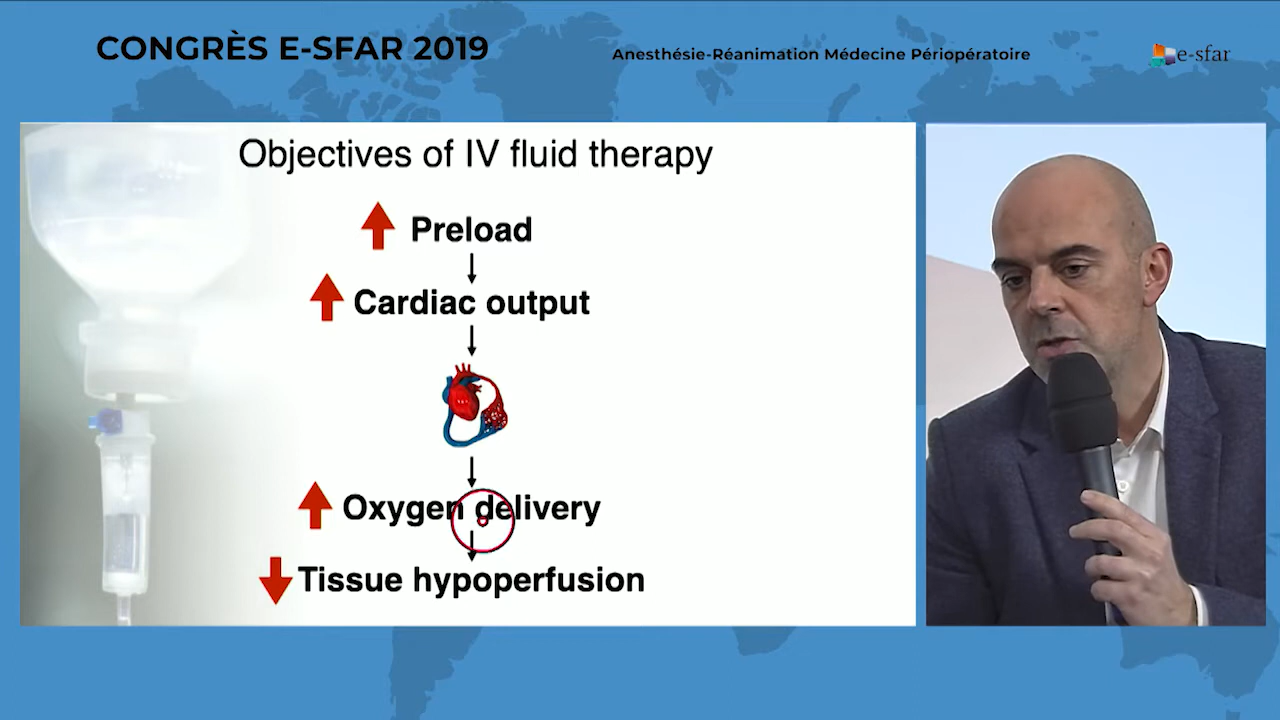 CONGRÈS E-SFAR 2019
Anesthésie-Réanimation Médecine Périopératoire
e-sfar
Objectives of IV fluid therapy
Preload
Cardiac output
Oxygen delivery
Tissue hypoperfusion